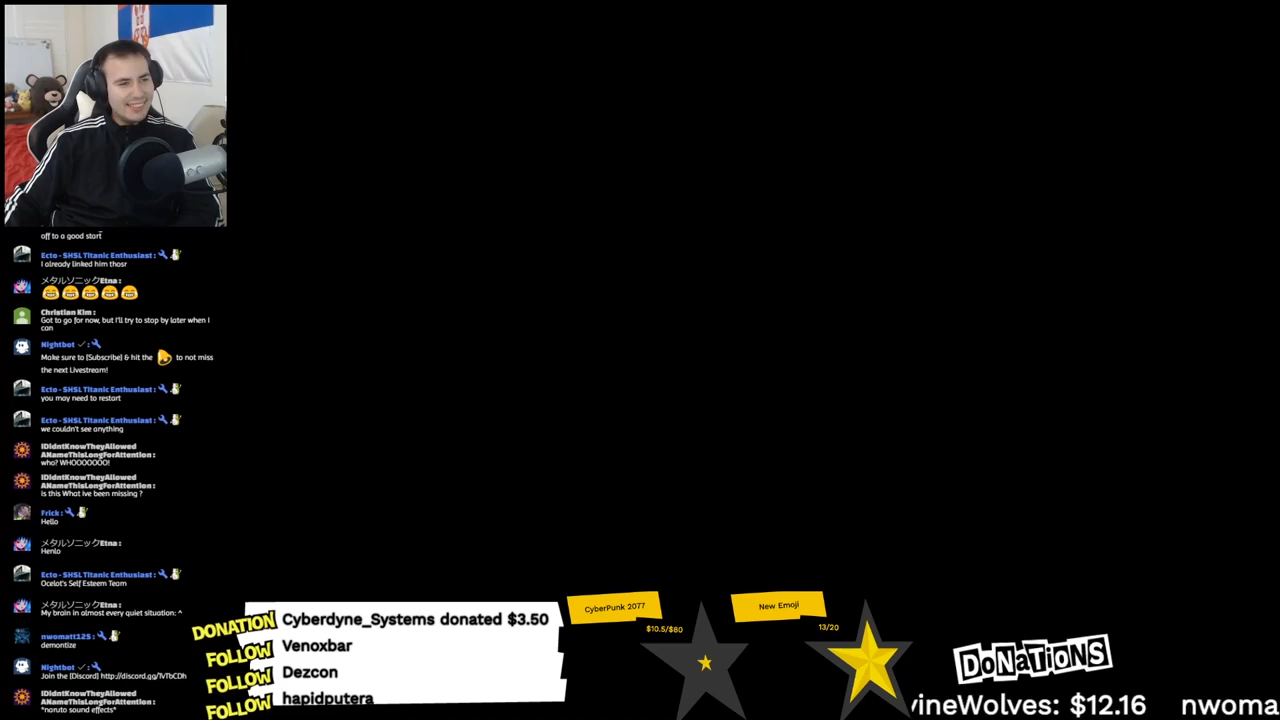 off to a good start
Ecto - SHSL Titanic Enthusiast :
I already linked him thasr
メタルソニックEtna :
Christian Kim :
Got to go for now, but I'll try to stop by later when I
can
Nightbot ✓ :
Make sure to [Subscribe] & hit the to not miss
the next Livestream!
Ecto - SHSL Titanic Enthusiast :
you may need to restart
Ecto - SHSL Titanic Enthusiast :
we couldn't see anything
IDidntKnowTheyAllowed
ANameThisLongForAttention :
who? WHOOOOOOO!
IDidntKnowTheyAllowed
ANameThisLongForAttention :
is this What ive been missing ?
Frick :
Hello
メタルソニックEtna :
Henlo
Ecto - SHSL Titanic Enthusiast :
Ocelot's Self Esteem Team
メタルソニックEtna :
My brain in almost every quiet situation: ^
nwomatt125 :
demontize
Nightbot ✓ :
Join the [Discord] http://discord.gg/1VTbCDh
IDidntKnowTheyAllowed
ANameThisLongForAttention :
*naruto sound effects*
DONATION Cyberdyne_Systems donated $3.50
FOLLOW Venoxbar
FOLLOW Dezcon
FOLLOW hapidputera
CyberPunk 2077
$10.5/$60
New Emoji
13/20
DONATIONS
vineWolves: $12.16 nwoma